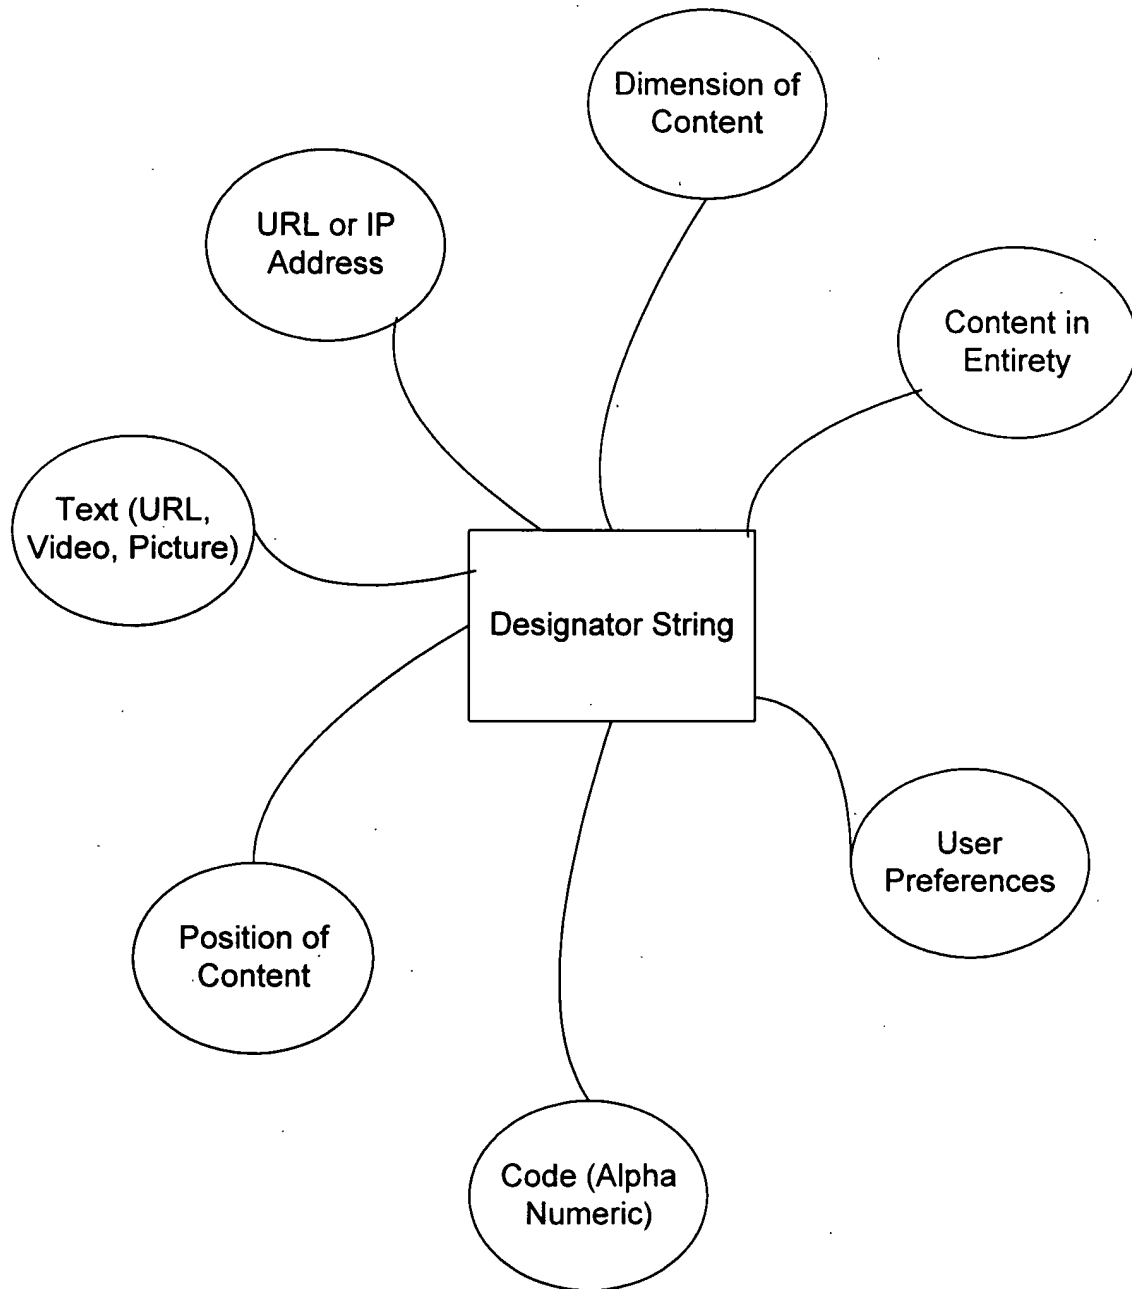 Dimension of
Content
URL or IP
Address
Content in
Entirety
Text (URL,
Video, Picture)
Designator String
User
Preferences
Position of
Content
Code (Alpha
Numeric)